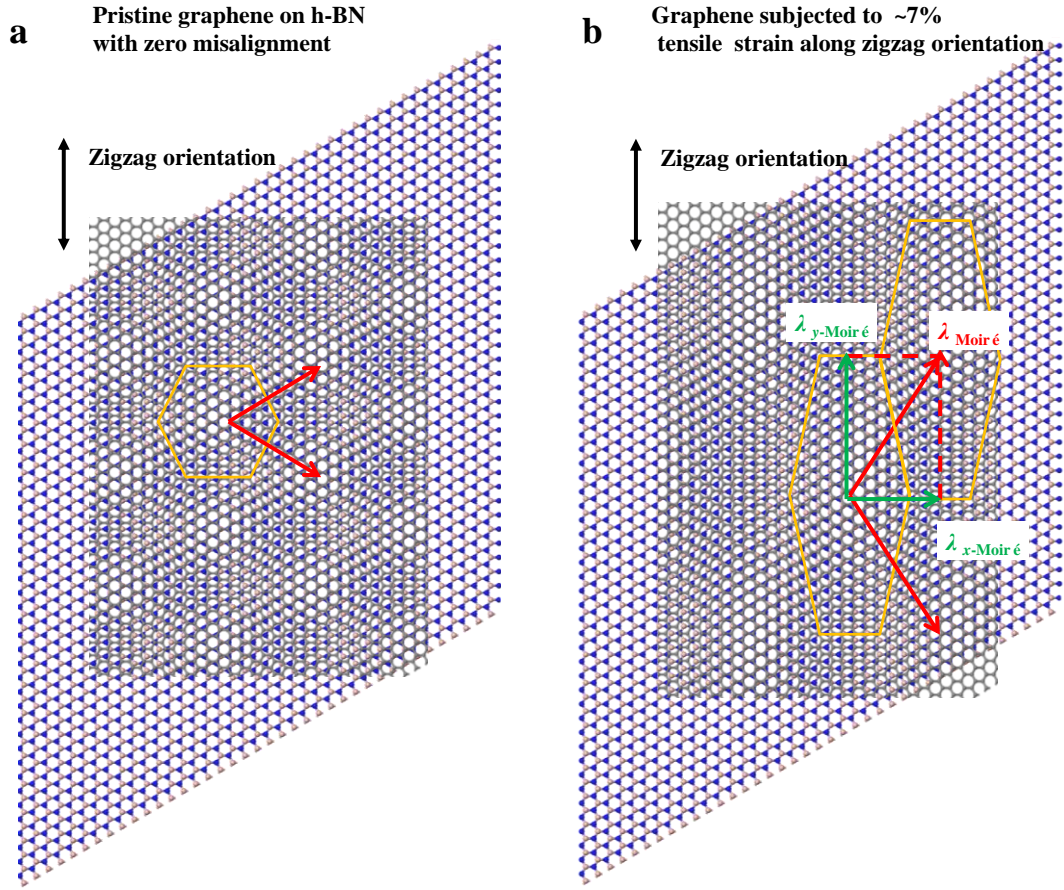 a
Pristine graphene on h-BN
with zero misalignment
Zigzag orientation
b
Graphene subjected to ~7%
tensile strain along zigzag orientation
Zigzag orientation
λ y-Moiré
λ Moiré
λ x-Moiré